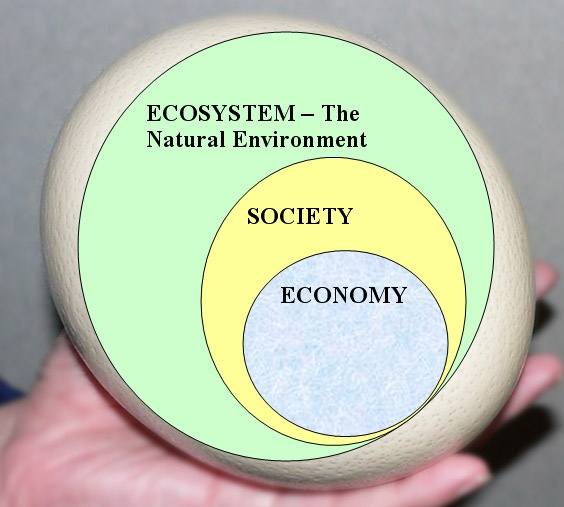 ECOSYSTEM – The
Natural Environment
SOCIETY
ECONOMY